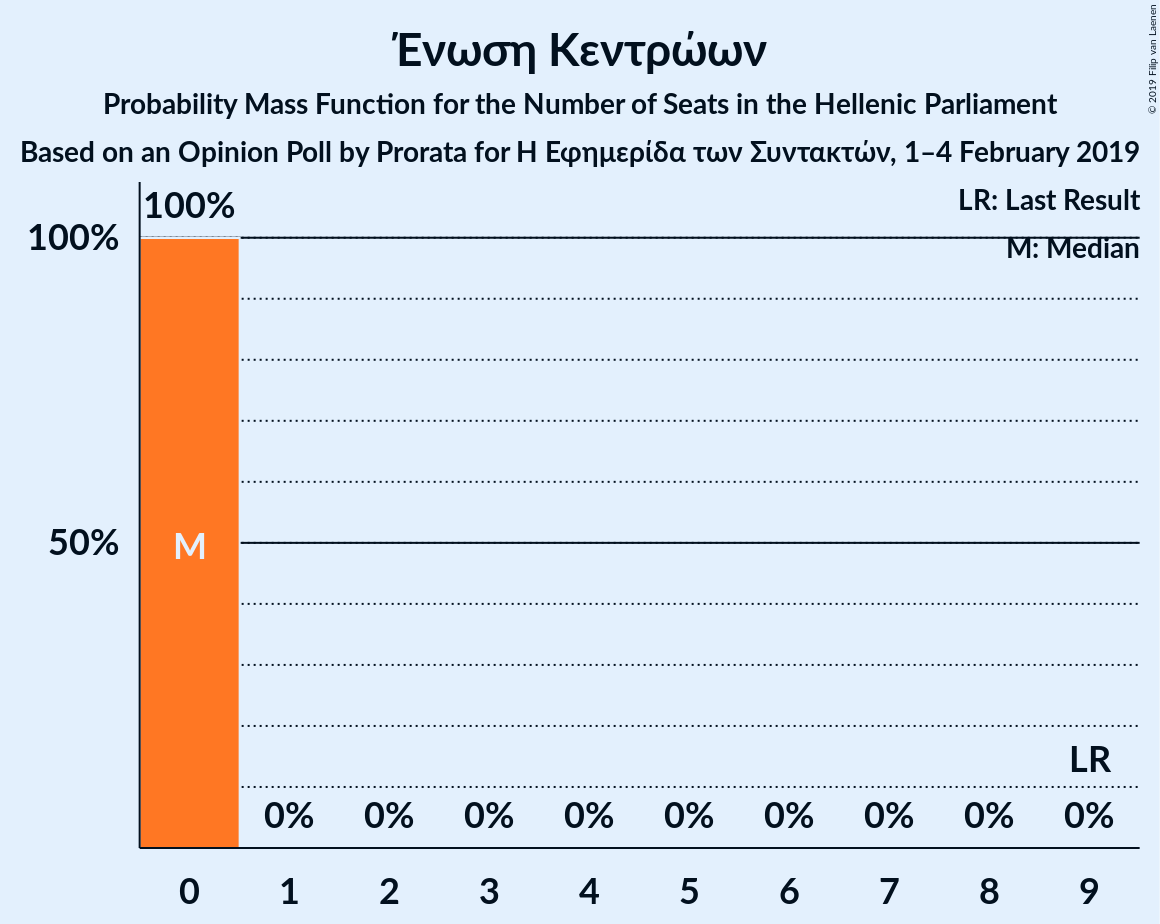 Ένωση Κεντρώων
Probability Mass Function for the Number of Seats in the Hellenic Parliament
Based on an Opinion Poll by Prorata for Η Εφημερίδα των Συντακτών, 1–4 February 2019
© 2019 Filip van Laenen
LR: Last Result
M: Median
100%
100%
50%
M
LR
0% 0% 0% 0% 0% 0% 0% 0% 0%
0 1 2 3 4 5 6 7 8 9